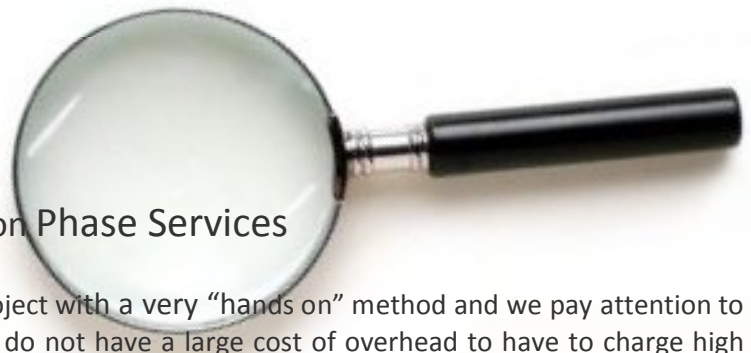 on Phase Services
oject with a very “hands on” method and we pay attention to
do not have a large cost of overhead to have to charge high